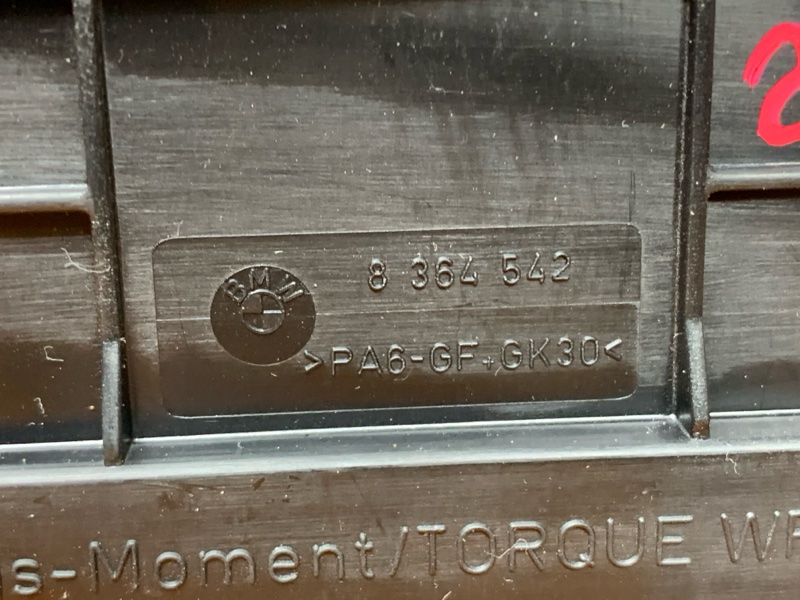 BMW
8 364 542
>PA6-GF+GK30<
s-Moment/TORQUE W